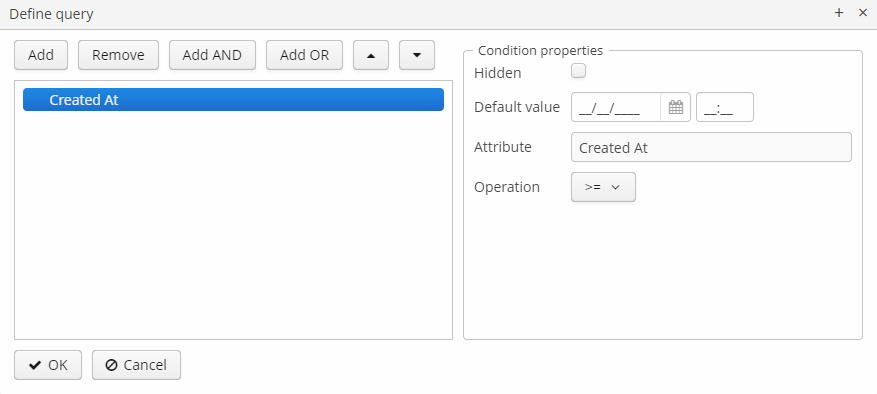 Define query
Add Remove Add AND Add OR
Created At
Condition properties
Hidden
Default value __/__/____ __:__
Attribute Created At
Operation >=
OK Cancel